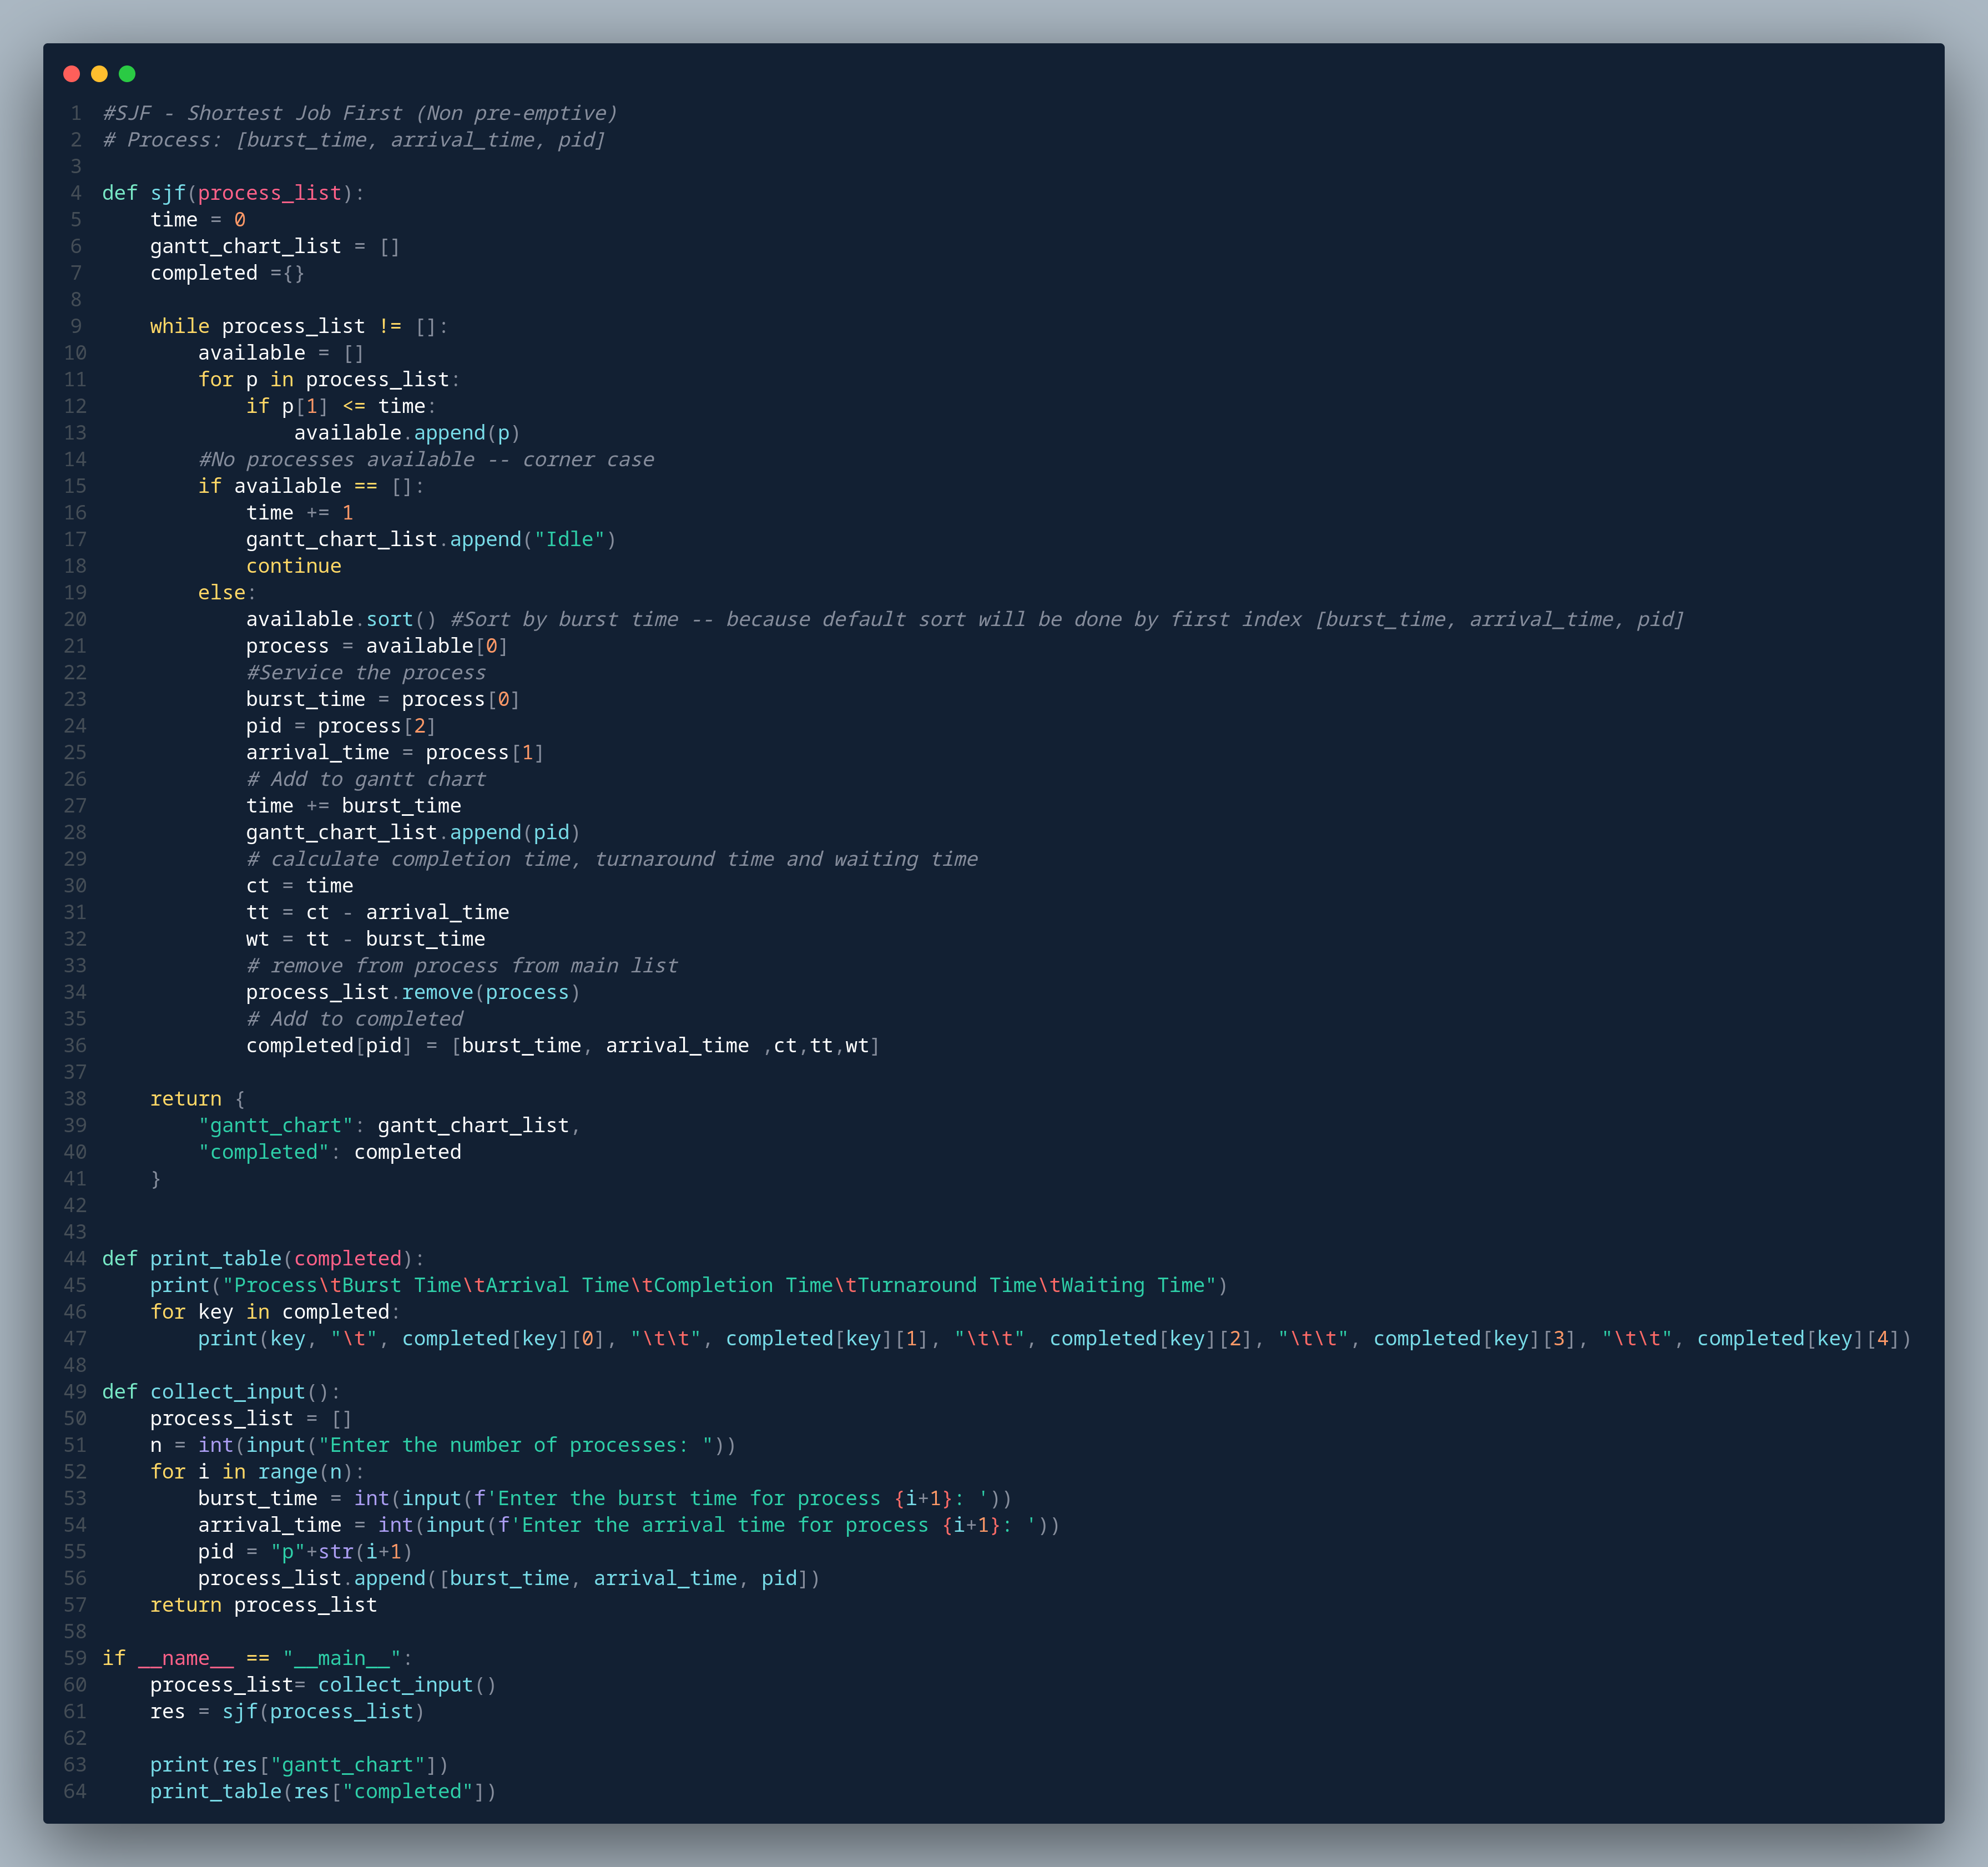 1 #SJF - Shortest Job First (Non pre-emptive)
2 # Process: [burst_time, arrival_time, pid]
3
4 def sjf(process_list):
5     time = 0
6     gantt_chart_list = []
7     completed ={}
8
9     while process_list != []:
10         available = []
11         for p in process_list:
12             if p[1] <= time:
13                 available.append(p)
14         #No processes available -- corner case
15         if available == []:
16             time += 1
17             gantt_chart_list.append("Idle")
18             continue
19         else:
20             available.sort() #Sort by burst time -- because default sort will be done by first index [burst_time, arrival_time, pid]
21             process = available[0]
22             #Service the process
23             burst_time = process[0]
24             pid = process[2]
25             arrival_time = process[1]
26             # Add to gantt chart
27             time += burst_time
28             gantt_chart_list.append(pid)
29             # calculate completion time, turnaround time and waiting time
30             ct = time
31             tt = ct - arrival_time
32             wt = tt - burst_time
33             # remove from process from main list
34             process_list.remove(process)
35             # Add to completed
36             completed[pid] = [burst_time, arrival_time ,ct,tt,wt]
37
38     return {
39         "gantt_chart": gantt_chart_list,
40         "completed": completed
41     }
42
43
44 def print_table(completed):
45     print("Process\tBurst Time\tArrival Time\tCompletion Time\tTurnaround Time\tWaiting Time")
46     for key in completed:
47         print(key, "\t", completed[key][0], "\t\t", completed[key][1], "\t\t", completed[key][2], "\t\t", completed[key][3], "\t\t", completed[key][4])
48
49 def collect_input():
50     process_list = []
51     n = int(input("Enter the number of processes: "))
52     for i in range(n):
53         burst_time = int(input(f'Enter the burst time for process {i+1}: '))
54         arrival_time = int(input(f'Enter the arrival time for process {i+1}: '))
55         pid = "p"+str(i+1)
56         process_list.append([burst_time, arrival_time, pid])
57     return process_list
58
59 if __name__ == "__main__":
60     process_list= collect_input()
61     res = sjf(process_list)
62
63     print(res["gantt_chart"])
64     print_table(res["completed"])